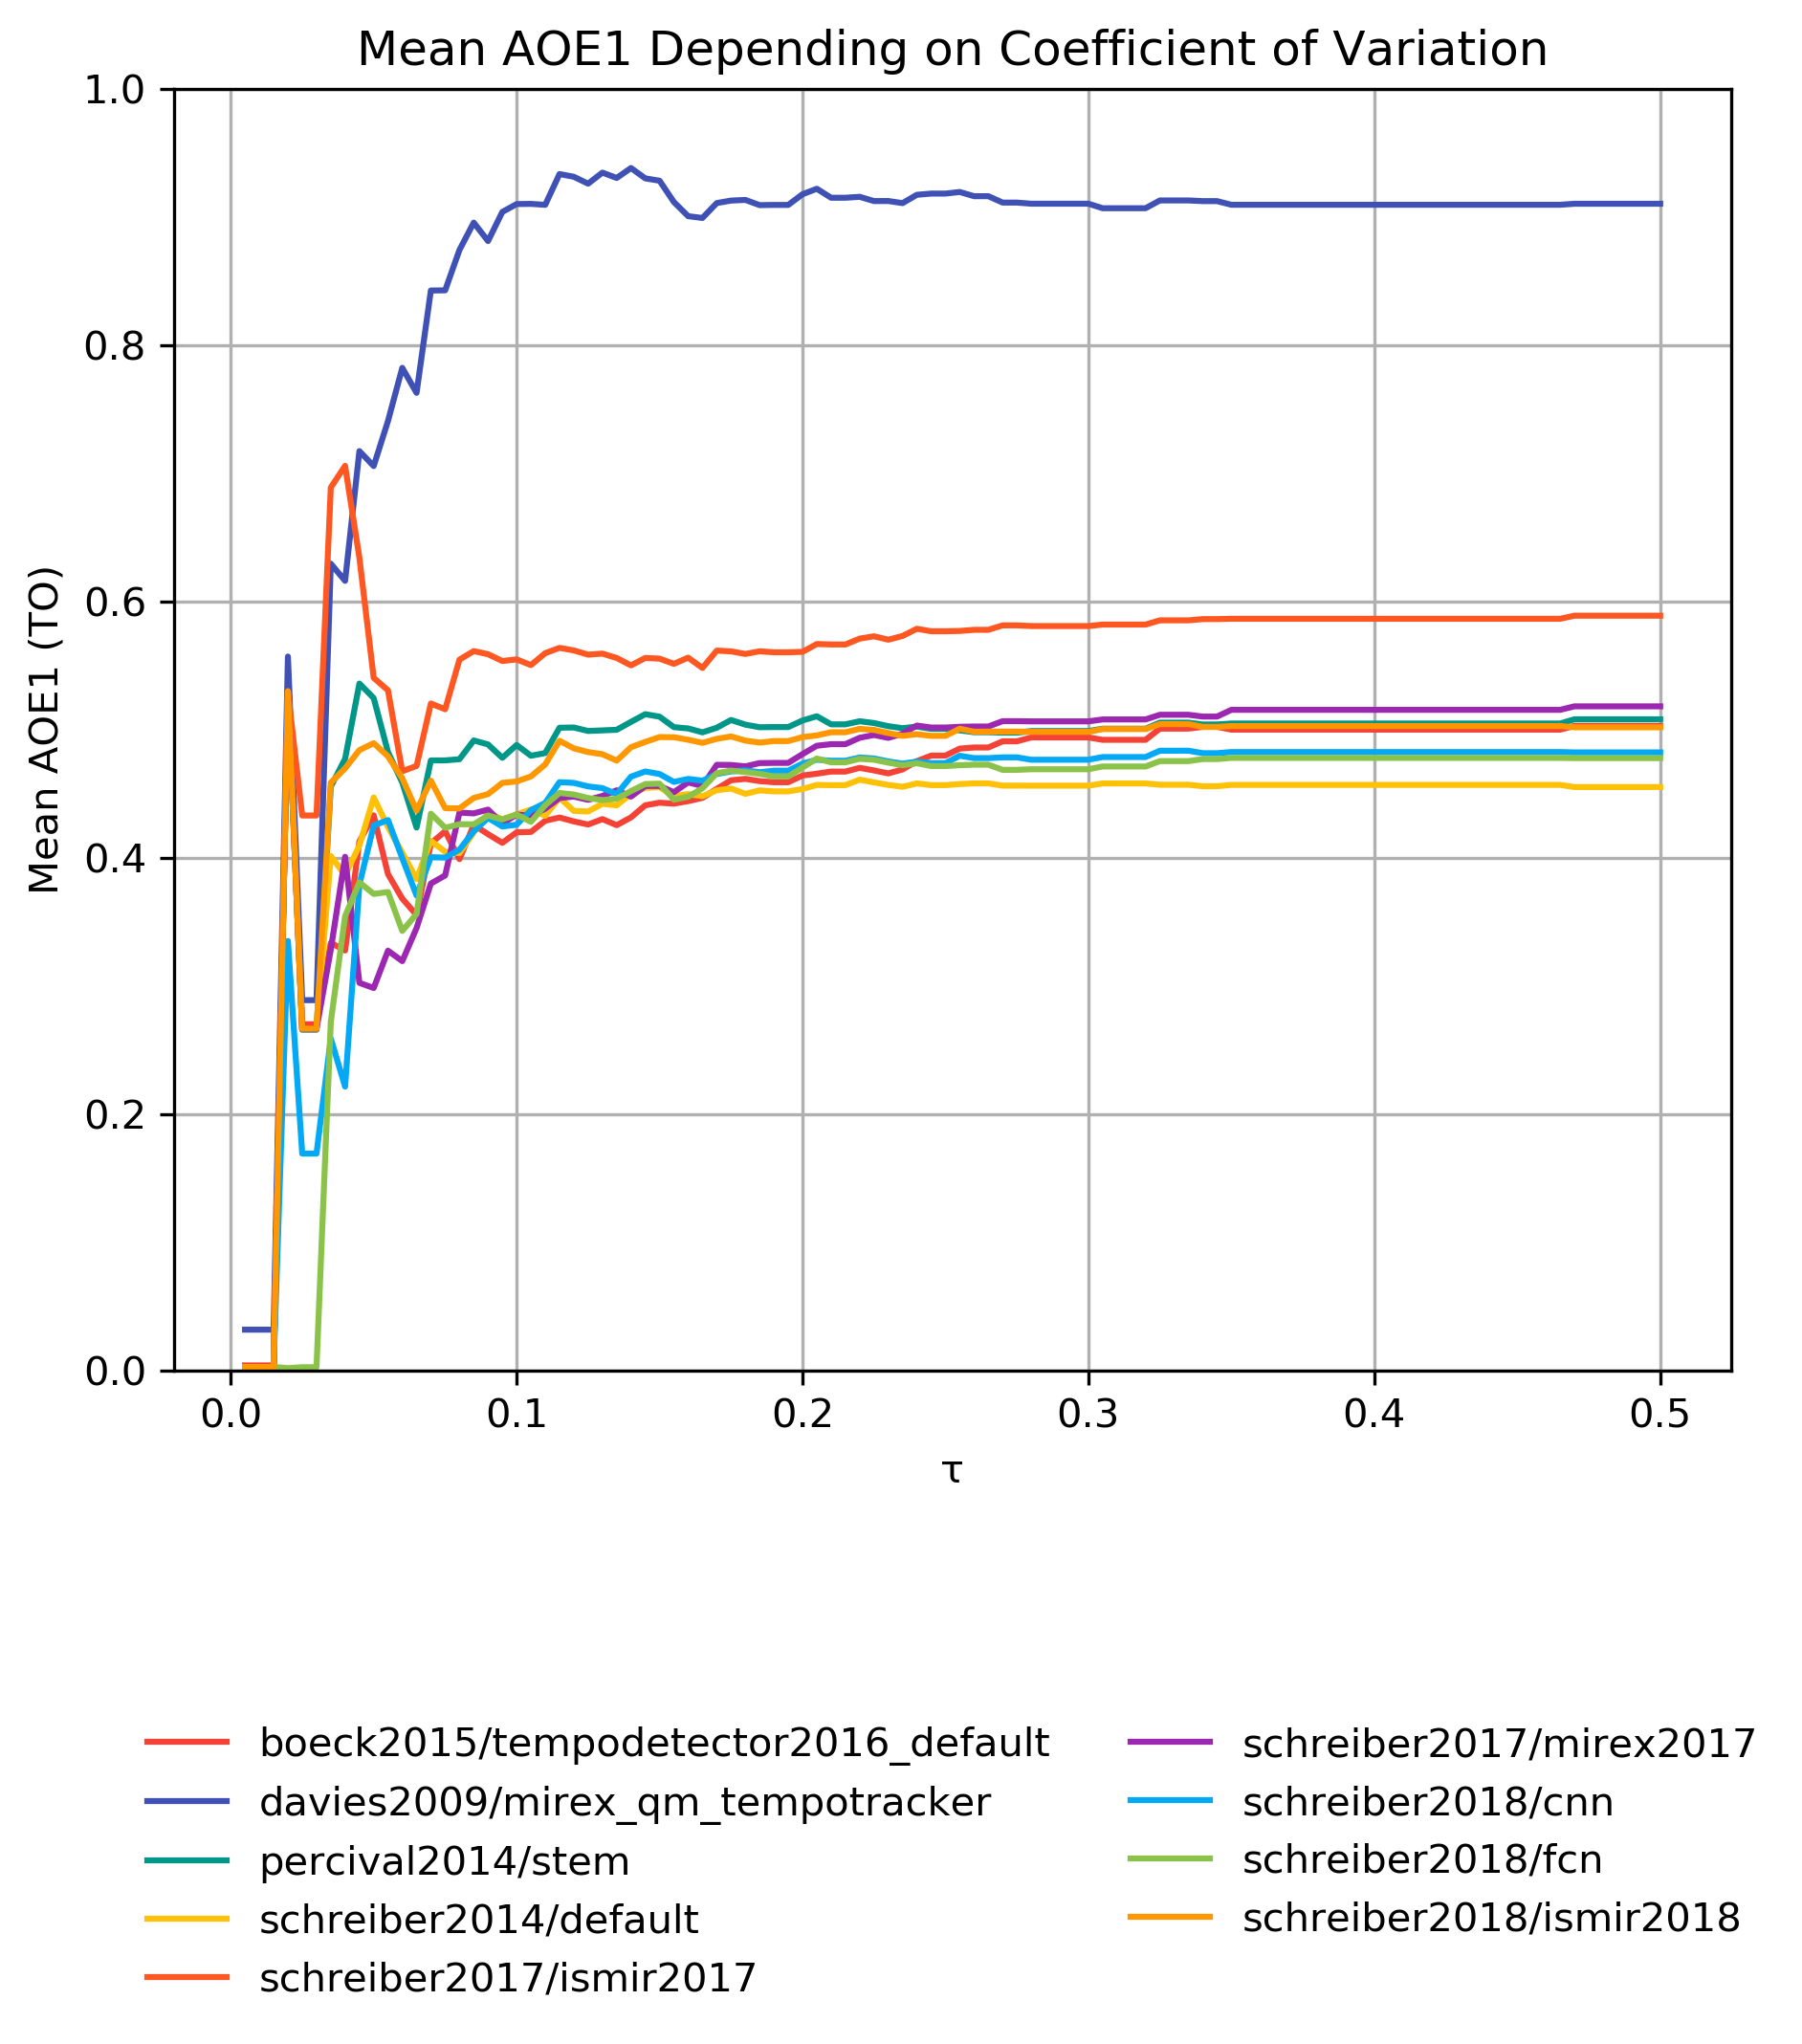 Mean AOE1 Depending on Coefficient of Variation
Mean AOE1 (TO)
1.0
0.8
0.6
0.4
0.2
0.0
0.0 0.1 0.2 0.3 0.4 0.5
τ
boeck2015/tempodetector2016_default
davies2009/mirex_qm_tempotracker
percival2014/stem
schreiber2014/default
schreiber2017/ismir2017
schreiber2017/mirex2017
schreiber2018/cnn
schreiber2018/fcn
schreiber2018/ismir2018